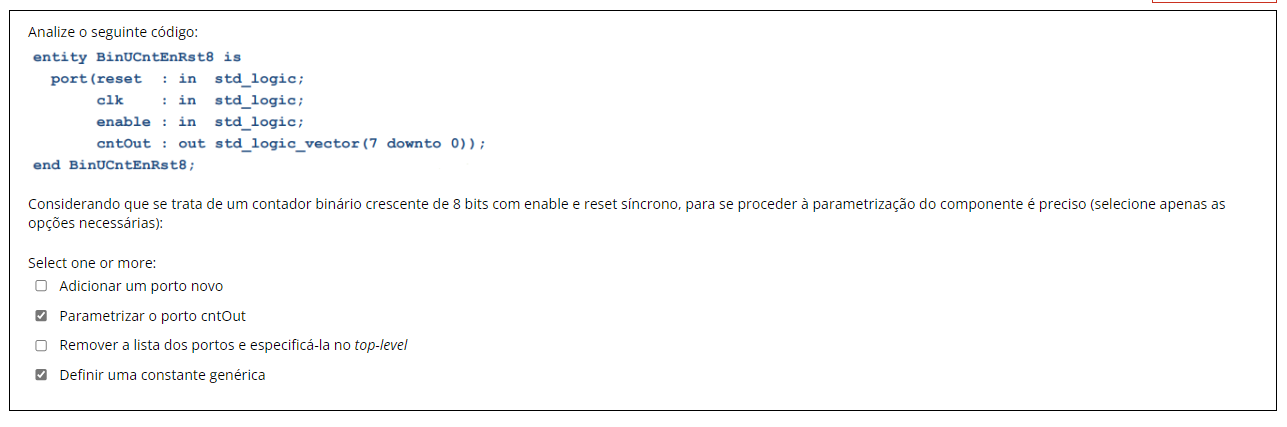 Analize o seguinte código:
entity BinUCntEnRst8 is
port(reset : in std_logic;
clk : in std_logic;
enable : in std_logic;
cntOut : out std_logic_vector(7 downto 0));
end BinUCntEnRst8;
Considerando que se trata de um contador binário crescente de 8 bits com enable e reset síncrono, para se proceder à parametrização do componente é preciso (selecione apenas as
opções necessárias):
Select one or more:
Adicionar um porto novo
Parametrizar o porto cntOut
Remover a lista dos portos e especificá-la no top-level
Definir uma constante genérica